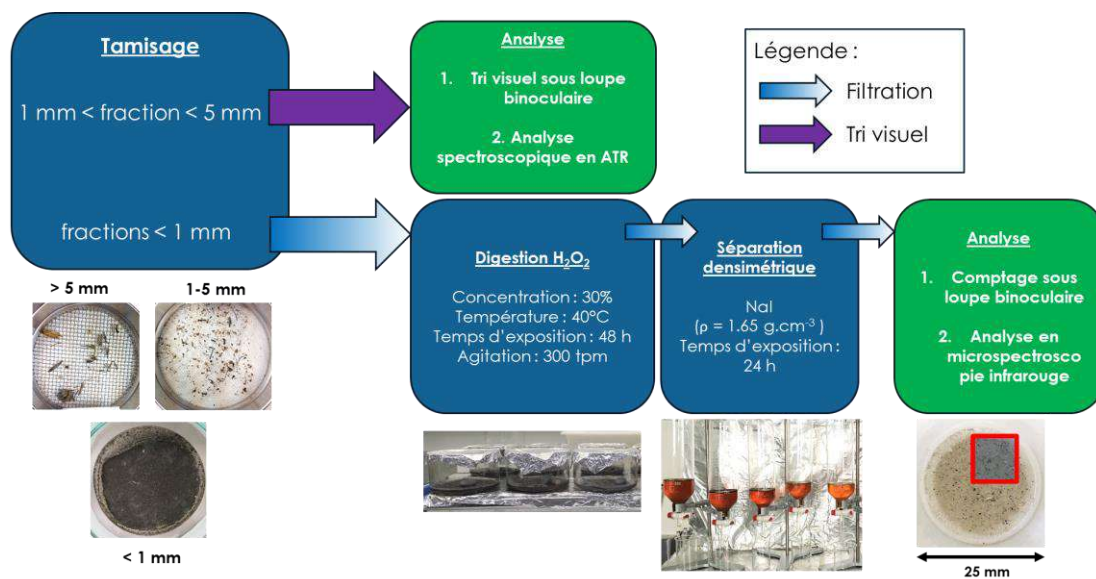 Tamisage
1 mm < fraction < 5 mm
fractions < 1 mm
Analyse
1. Tri visuel sous loupe
binoculaire
2. Analyse
spectroscopique en ATR
Légende :
Filtration
Tri visuel
Digestion H₂O₂
Concentration : 30%
Température : 40°C
Temps d'exposition : 48 h
Agitation : 300 tpm
Séparation
densimétrique
NaI
(ρ = 1.65 g.cm⁻³ )
Temps d'exposition :
24 h
Analyse
1. Comptage sous
loupe binoculaire
2. Analyse en
microspectrosco
pie infrarouge
> 5 mm
1-5 mm
< 1 mm
25 mm